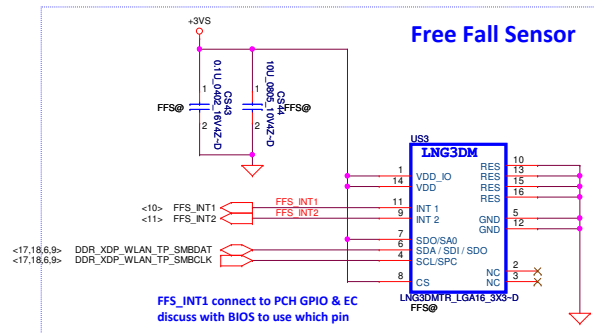 +3VS
Free Fall Sensor
1
1
0.1U_0402_16V4Z~D
CS43
10U_0805_10V4Z~D
CS44
FFS@
FFS@
2
2
US3
LNG3DM
1 VDD_IO
14 VDD
RES 10
RES 13
RES 15
RES 16
<10> FFS_INT1 FFS_INT1 11 INT 1
<11> FFS_INT2 FFS_INT2 9 INT 2
GND 5
GND 12
7 SDO/SA0
<17,18,6,9> DDR_XDP_WLAN_TP_SMBDAT 6 SDA / SDI / SDO
<17,18,6,9> DDR_XDP_WLAN_TP_SMBCLK 4 SCL/SPC
NC 2
NC 3
8 CS
LNG3DMTR_LGA16_3X3~D
FFS@
FFS_INT1 connect to PCH GPIO & EC
discuss with BIOS to use which pin